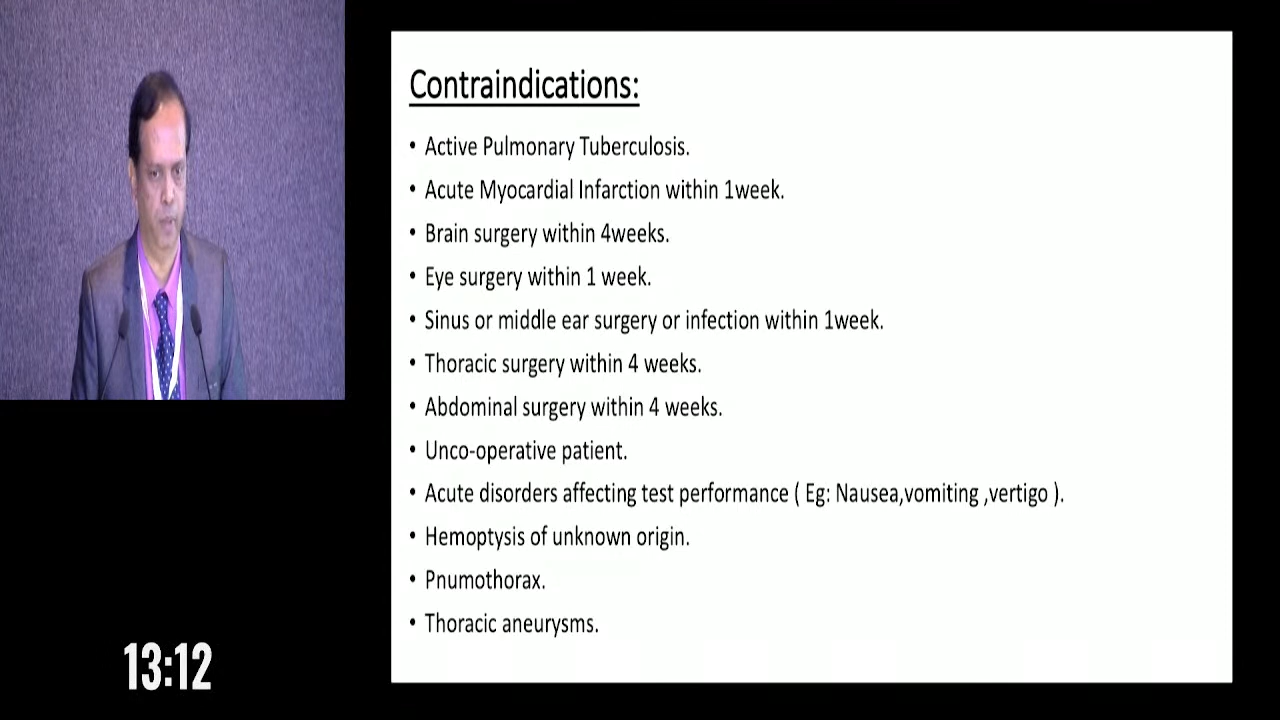 Contraindications:
• Active Pulmonary Tuberculosis.
• Acute Myocardial Infarction within 1week.
• Brain surgery within 4weeks.
• Eye surgery within 1 week.
• Sinus or middle ear surgery or infection within 1week.
• Thoracic surgery within 4 weeks.
• Abdominal surgery within 4 weeks.
• Unco-operative patient.
• Acute disorders affecting test performance ( Eg: Nausea,vomiting ,vertigo ).
• Hemoptysis of unknown origin.
• Pnumothorax.
• Thoracic aneurysms.
13:12